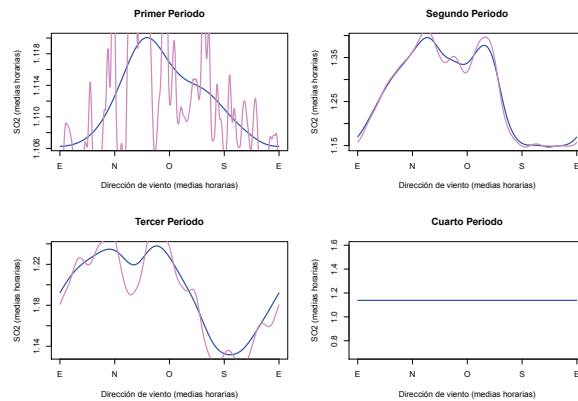 Primer Periodo
SO2 (medias horarias)
1.106 1.110 1.114 1.118
E N O S E
Dirección de viento (medias horarias)
Segundo Periodo
SO2 (medias horarias)
1.15 1.25 1.35
E N O S E
Dirección de viento (medias horarias)
Tercer Periodo
SO2 (medias horarias)
1.14 1.18 1.22
E N O S E
Dirección de viento (medias horarias)
Cuarto Periodo
SO2 (medias horarias)
0.8 1.0 1.2 1.4 1.6
E N O S E
Dirección de viento (medias horarias)